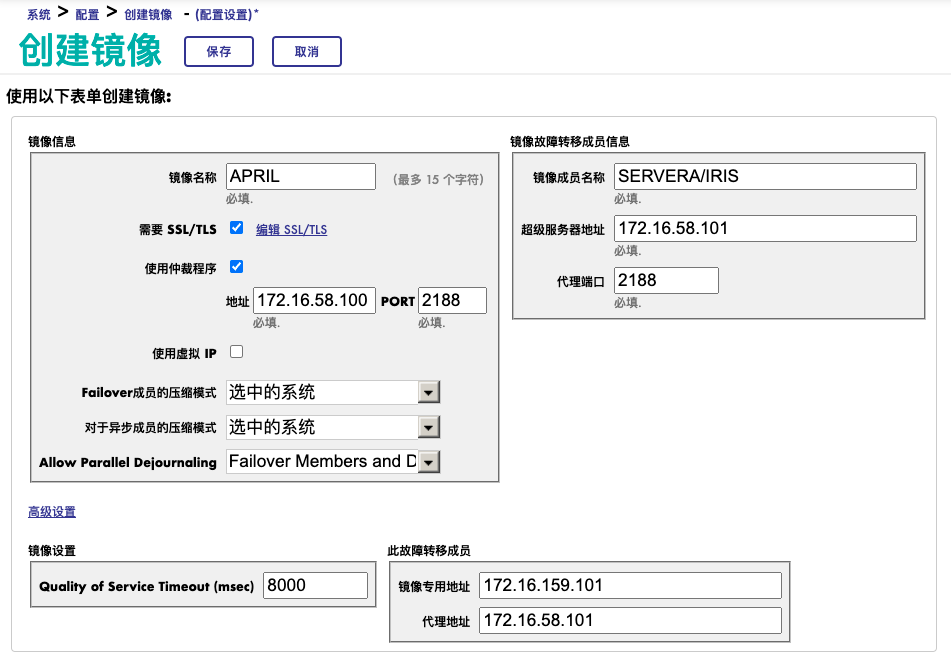 系统 > 配置 > 创建镜像 - (配置设置)*
创建镜像 保存 取消
使用以下表单创建镜像:
镜像信息
镜像名称 APRIL (最多 15 个字符)
必填.
需要 SSL/TLS 编辑 SSL/TLS
使用仲裁程序
地址 172.16.58.100 PORT 2188
必填. 必填.
使用虚拟 IP
Failover成员的压缩模式 选中的系统
对于异步成员的压缩模式 选中的系统
Allow Parallel Dejournaling Failover Members and D
镜像故障转移成员信息
镜像成员名称 SERVERA/IRIS
必填.
超级服务器地址 172.16.58.101
必填.
代理端口 2188
必填.
高级设置
镜像设置
Quality of Service Timeout (msec) 8000
此故障转移成员
镜像专用地址 172.16.159.101
代理地址 172.16.58.101